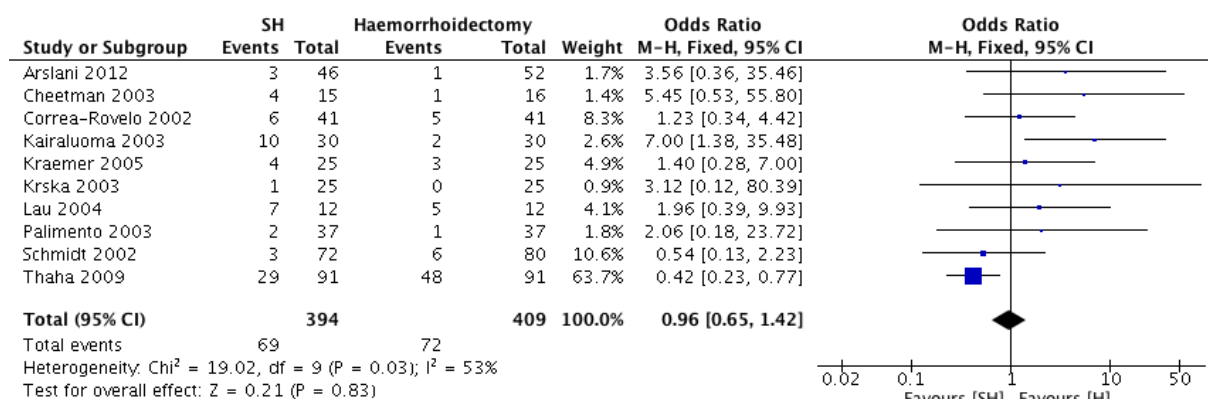 SH Haemorrhoidectomy Odds Ratio Odds Ratio
Study or Subgroup Events Total Events Total Weight M-H, Fixed, 95% CI M-H, Fixed, 95% CI
Arslani 2012 3 46 1 52 1.7% 3.56 [0.36, 35.46]
Cheetman 2003 4 15 1 16 1.4% 5.45 [0.53, 55.80]
Correa-Rovelo 2002 6 41 5 41 8.3% 1.23 [0.34, 4.42]
Kairaluoma 2003 10 30 2 30 2.6% 7.00 [1.38, 35.48]
Kraemer 2005 4 25 3 25 4.9% 1.40 [0.28, 7.00]
Krska 2003 1 25 0 25 0.9% 3.12 [0.12, 80.39]
Lau 2004 7 12 5 12 4.1% 1.96 [0.39, 9.93]
Palimento 2003 2 37 1 37 1.8% 2.06 [0.18, 23.72]
Schmidt 2002 3 72 6 80 10.6% 0.54 [0.13, 2.23]
Thaha 2009 29 91 48 91 63.7% 0.42 [0.23, 0.77]
Total (95% CI) 394 409 100.0% 0.96 [0.65, 1.42]
Total events 69 72
Heterogeneity: Chi² = 19.02, df = 9 (P = 0.03); I² = 53%
Test for overall effect: Z = 0.21 (P = 0.83)
0.02 0.1 1 10 50
Favours [SH] Favours [H]